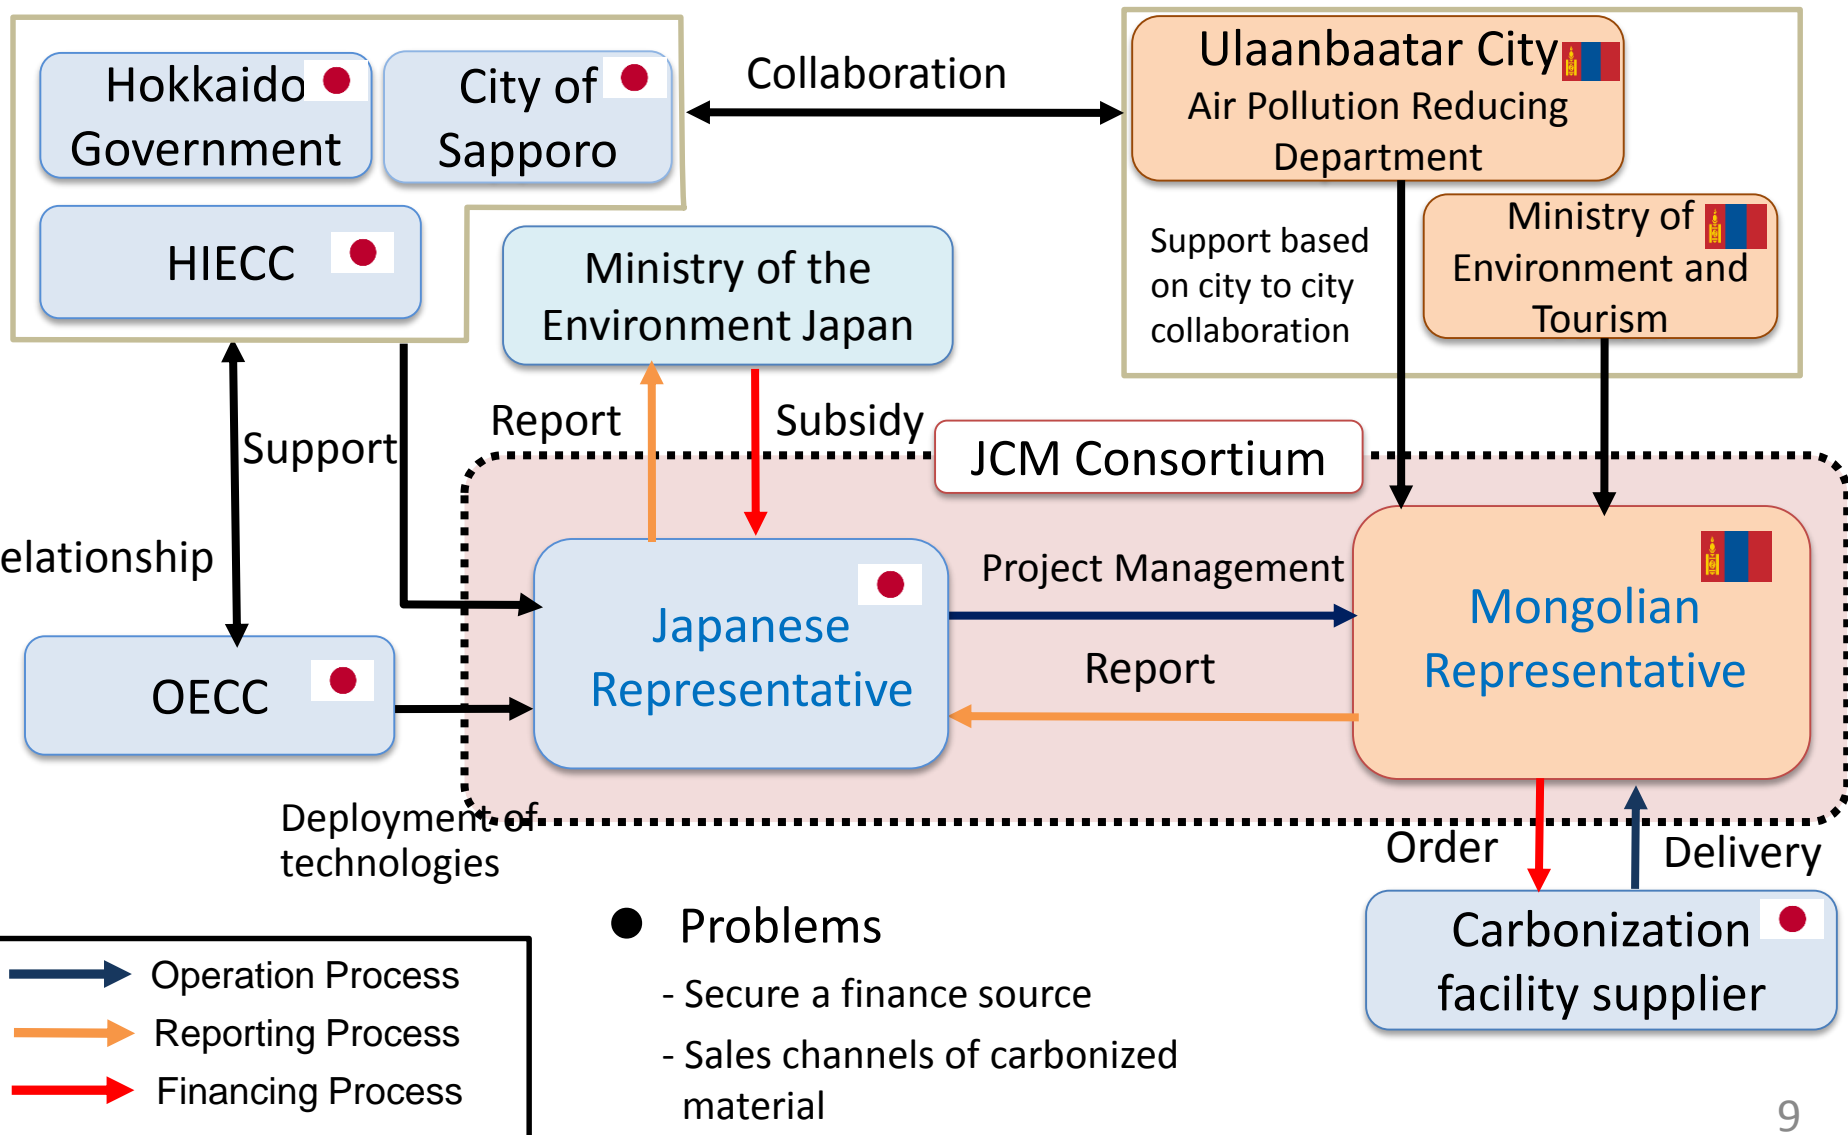 Hokkaido
Government
City of
Sapporo
HIECC
Collaboration
Ulaanbaatar City
Air Pollution Reducing
Department
Support based
on city to city
collaboration
Ministry of
Environment and
Tourism
Ministry of the
Environment Japan
Report
Subsidy
Support
elationship
JCM Consortium
OECC
Japanese
Representative
Project Management
Report
Mongolian
Representative
Deployment of
technologies
Order
Delivery
Carbonization
facility supplier
Operation Process
Reporting Process
Financing Process
● Problems
- Secure a finance source
- Sales channels of carbonized
material
9